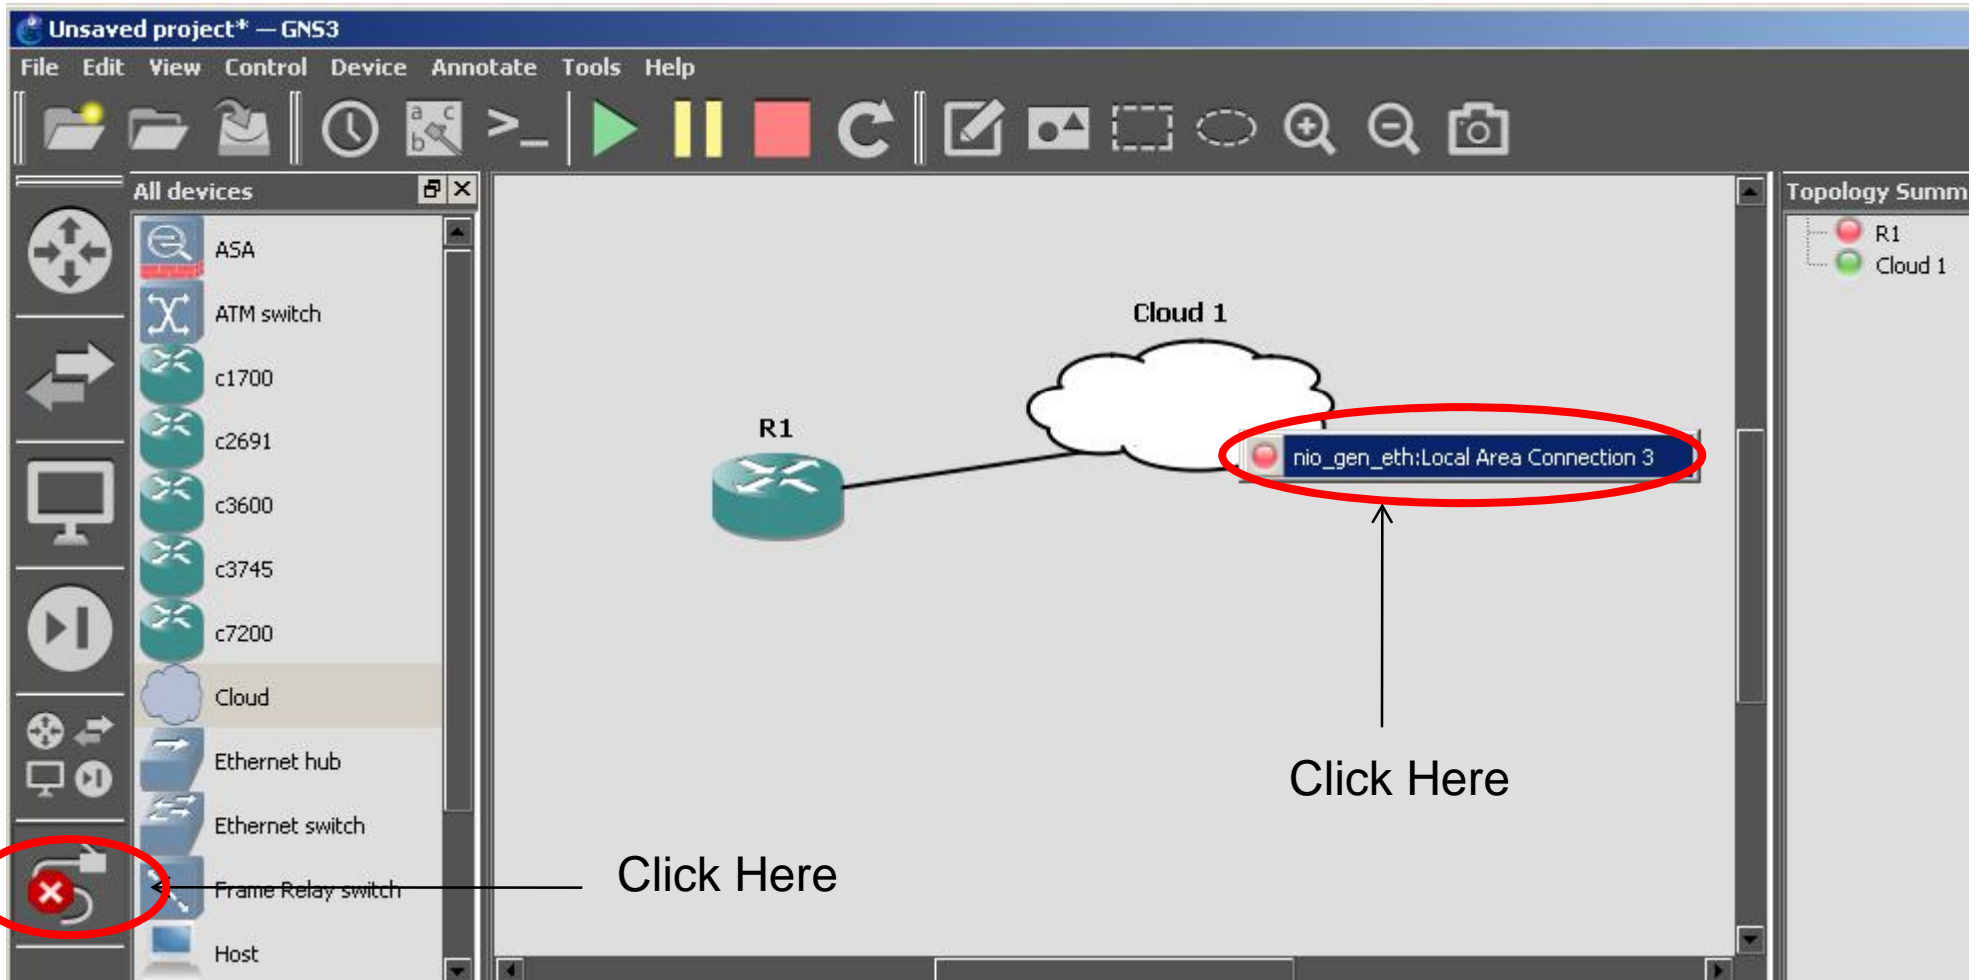 Unsaved project* — GNS3
File Edit View Control Device Annotate Tools Help
a c
b
>_
All devices
ASA
ATM switch
c1700
c2691
c3600
c3745
c7200
Cloud
Ethernet hub
Ethernet switch
Frame Relay switch
Host
Cloud 1
R1
nio_gen_eth:Local Area Connection 3
Click Here
Click Here
Topology Summ
R1
Cloud 1